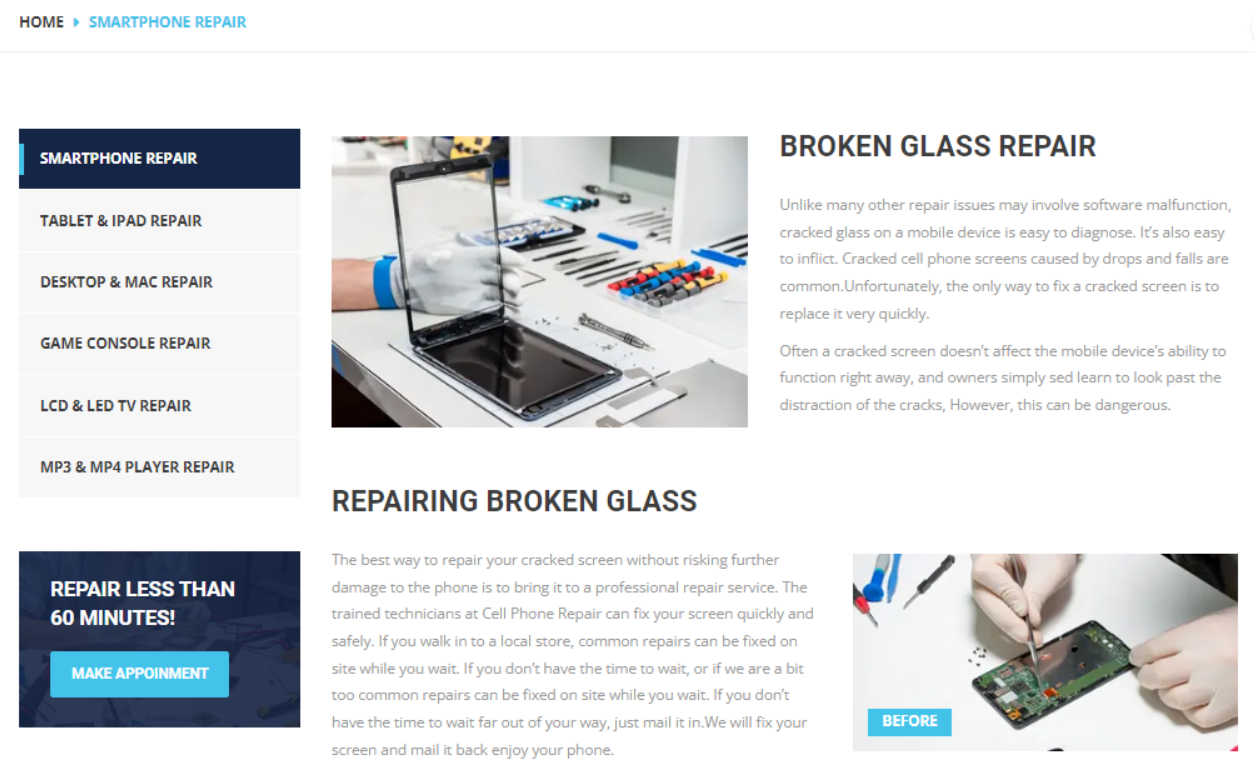 HOME SMARTPHONE REPAIR
SMARTPHONE REPAIR
TABLET & IPAD REPAIR
DESKTOP & MAC REPAIR
GAME CONSOLE REPAIR
LCD & LED TV REPAIR
MP3 & MP4 PLAYER REPAIR
REPAIR LESS THAN
60 MINUTES!
MAKE APPOINMENT
BROKEN GLASS REPAIR
Unlike many other repair issues may involve software malfunction,
cracked glass on a mobile device is easy to diagnose. It's also easy
to inflict. Cracked cell phone screens caused by drops and falls are
common.Unfortunately, the only way to fix a cracked screen is to
replace it very quickly.
Often a cracked screen doesn't affect the mobile device's ability to
function right away, and owners simply sed learn to look past the
distraction of the cracks, However, this can be dangerous.
REPAIRING BROKEN GLASS
The best way to repair your cracked screen without risking further
damage to the phone is to bring it to a professional repair service. The
trained technicians at Cell Phone Repair can fix your screen quickly and
safely. If you walk in to a local store, common repairs can be fixed on
site while you wait. If you don't have the time to wait, or if we are a bit
too common repairs can be fixed on site while you wait. If you don't
have the time to wait far out of your way, just mail it in.We will fix your
screen and mail it back enjoy your phone.
BEFORE